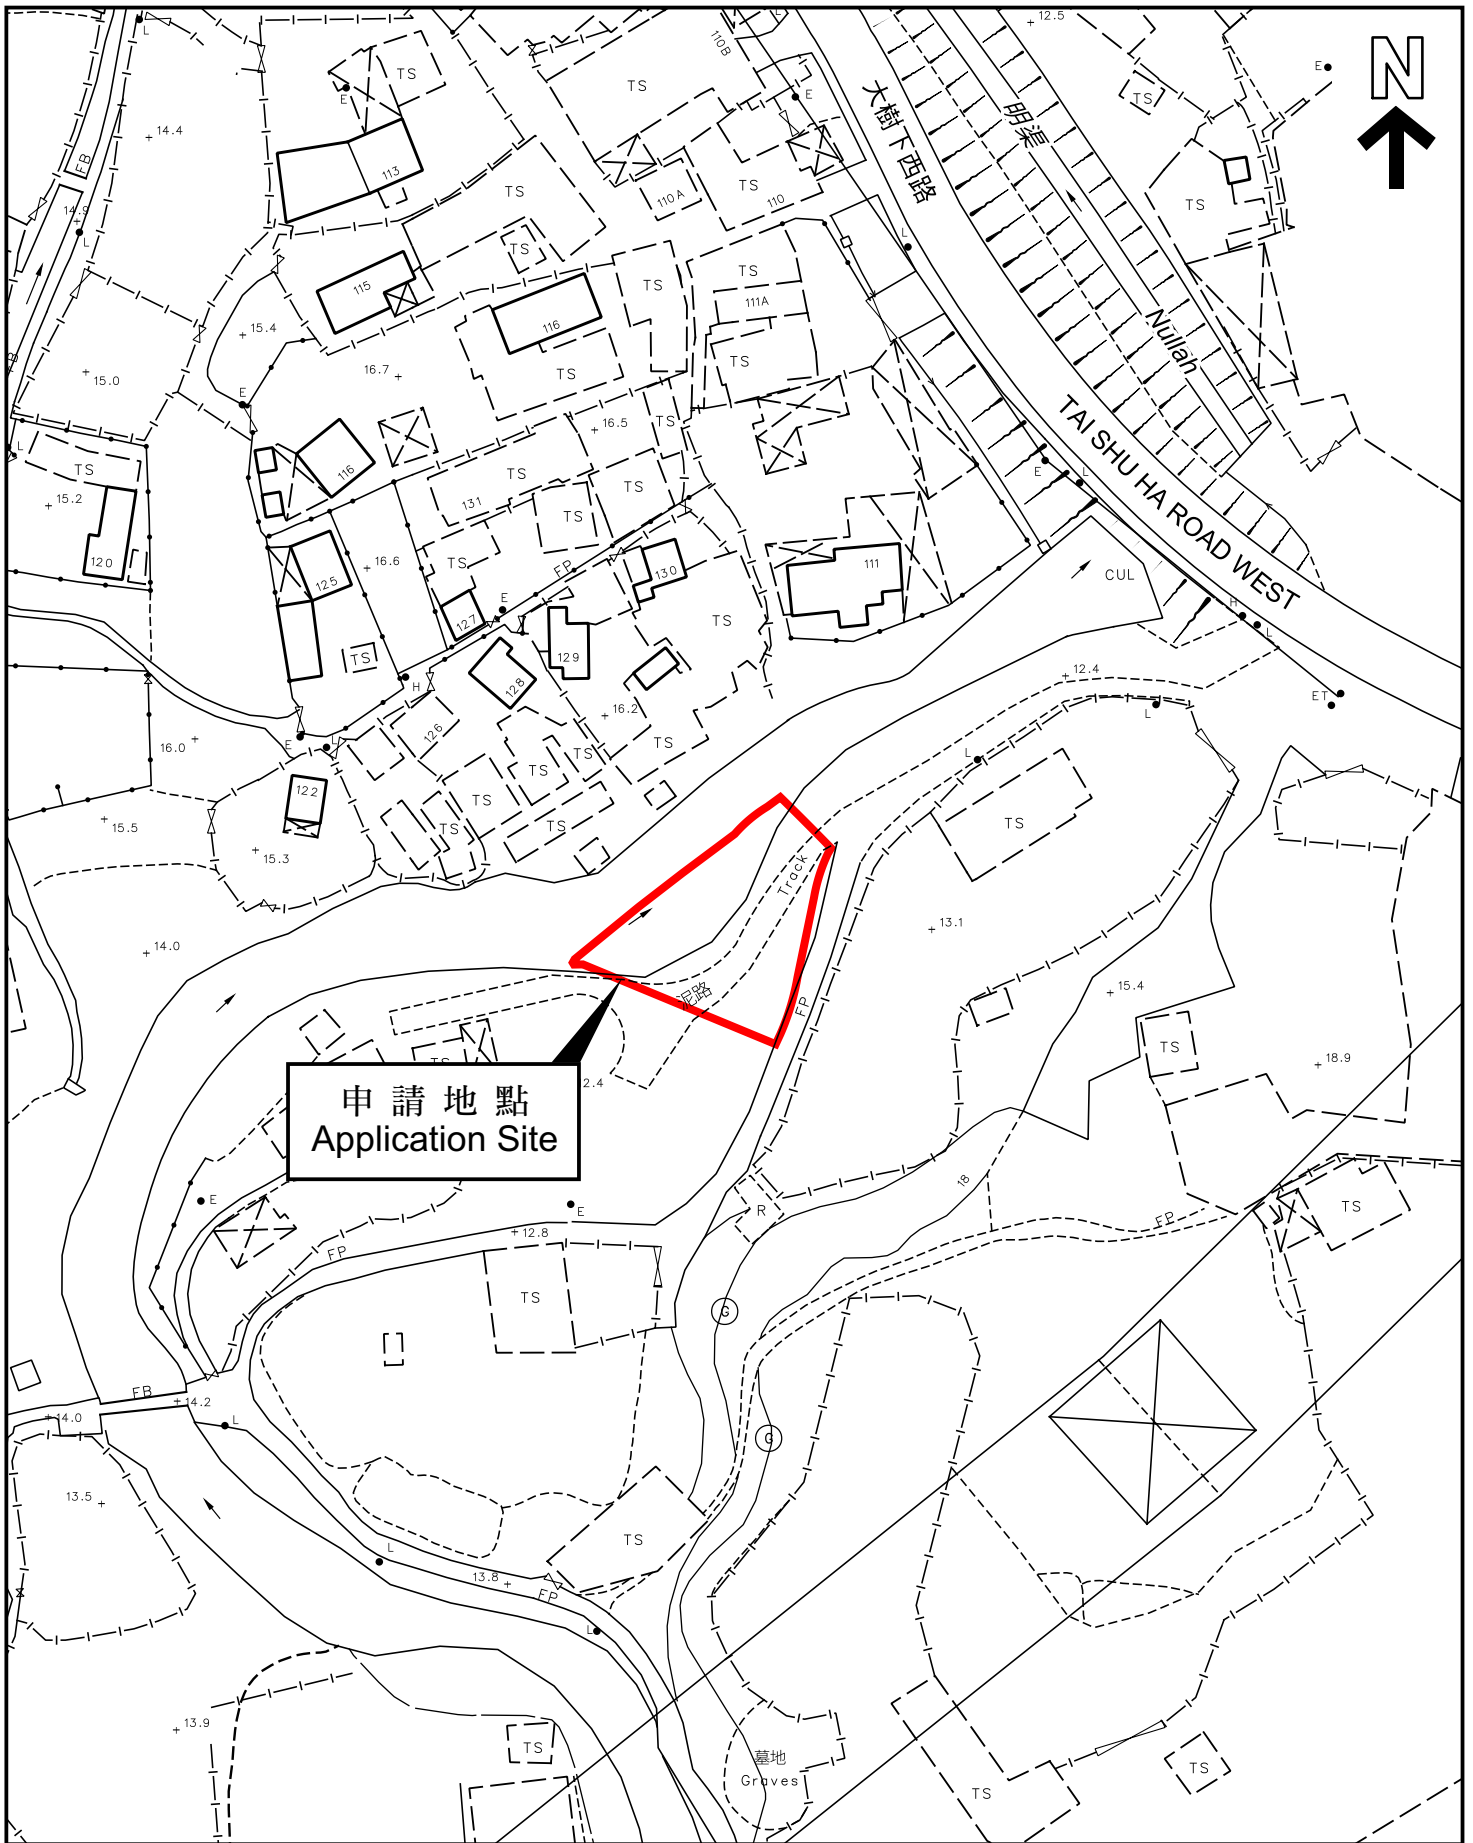 L
12.5
N
E
TS
E
TS
110B
TS
E
大樹下西路
明渠
14.4
FB
113
TS
110A
TS
110
TS
14.9
L
TS
L
115
TS
TS
111A
15.4
116
Nullah
16.7
TS
TS
15.0
E
TAI SHU HA ROAD WEST
16.5
TS
L
TS
116
TS
131
TS
E
L
15.2
TS
120
125
16.6
TS
FP
130
111
CUL
E
127
TS
H
L
TS
129
128
12.4
H
16.2
ET
L
126
16.0
E
L
TS
TS
TS
L
122
TS
15.5
TS
TS
TS
15.3
Track
14.0
13.1
泥路
FP
15.4
TS
TS
18.9
2.4
申請地點
Application Site
18
E
E
R
FP
TS
12.8
FP
TS
G
FB
14.2
14.0
L
G
13.5
TS
L
13.8
FP
L
13.9
TS
墓地
Graves
TS
TS